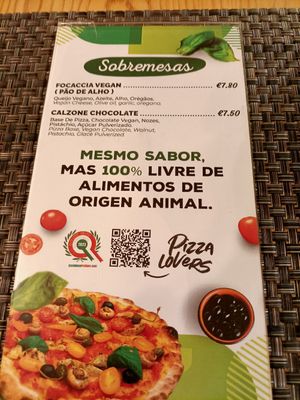 Sobremesas
FOCACCIA VEGAN €7.80
( PÃO DE ALHO )
Queijo Vegano, Azeite, Alho, Orégãos.
Vegan Cheese, Olive oil, garlic, oregano.
CALZONE CHOCOLATE €7.50
Base De Pizza, Chocolate Vegan, Nozes,
Pistachio, Açúcar Pulverizado.
Pizza Base, Vegan Chocolate, Walnut,
Pistachio, Glacé Pulverized.
MESMO SABOR,
MAS 100% LIVRE DE
ALIMENTOS DE
ORIGEN ANIMAL.
PIZZA
LOVERS